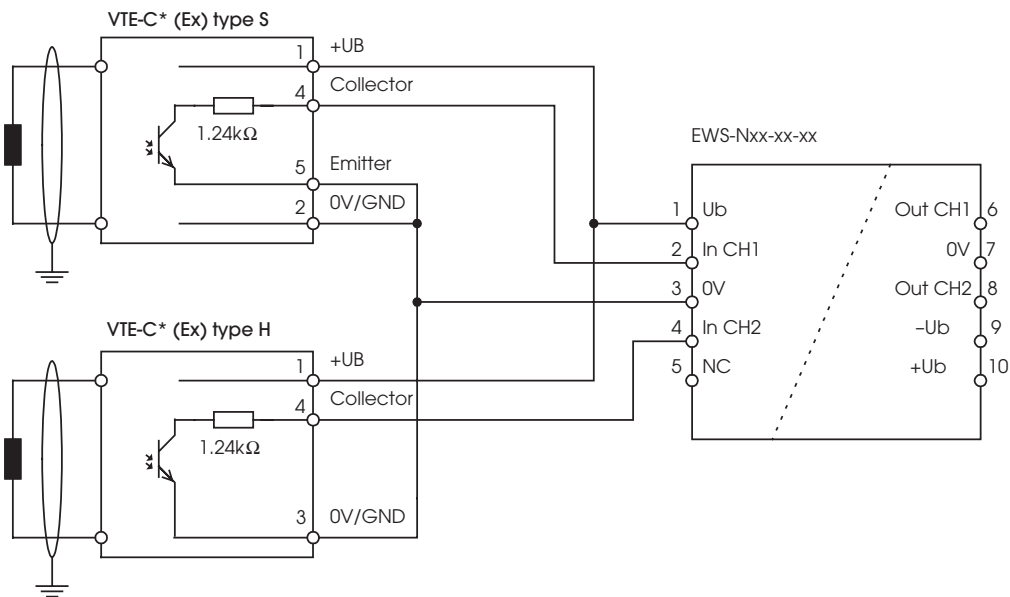 VTE-C* (Ex) type S
1 +UB
4 Collector
1.24kΩ
5 Emitter
2 0V/GND
VTE-C* (Ex) type H
1 +UB
4 Collector
1.24kΩ
3 0V/GND
EWS-Nxx-xx-xx
1 Ub
2 In CH1
3 0V
4 In CH2
5 NC
Out CH1 6
0V 7
Out CH2 8
–Ub 9
+Ub 10